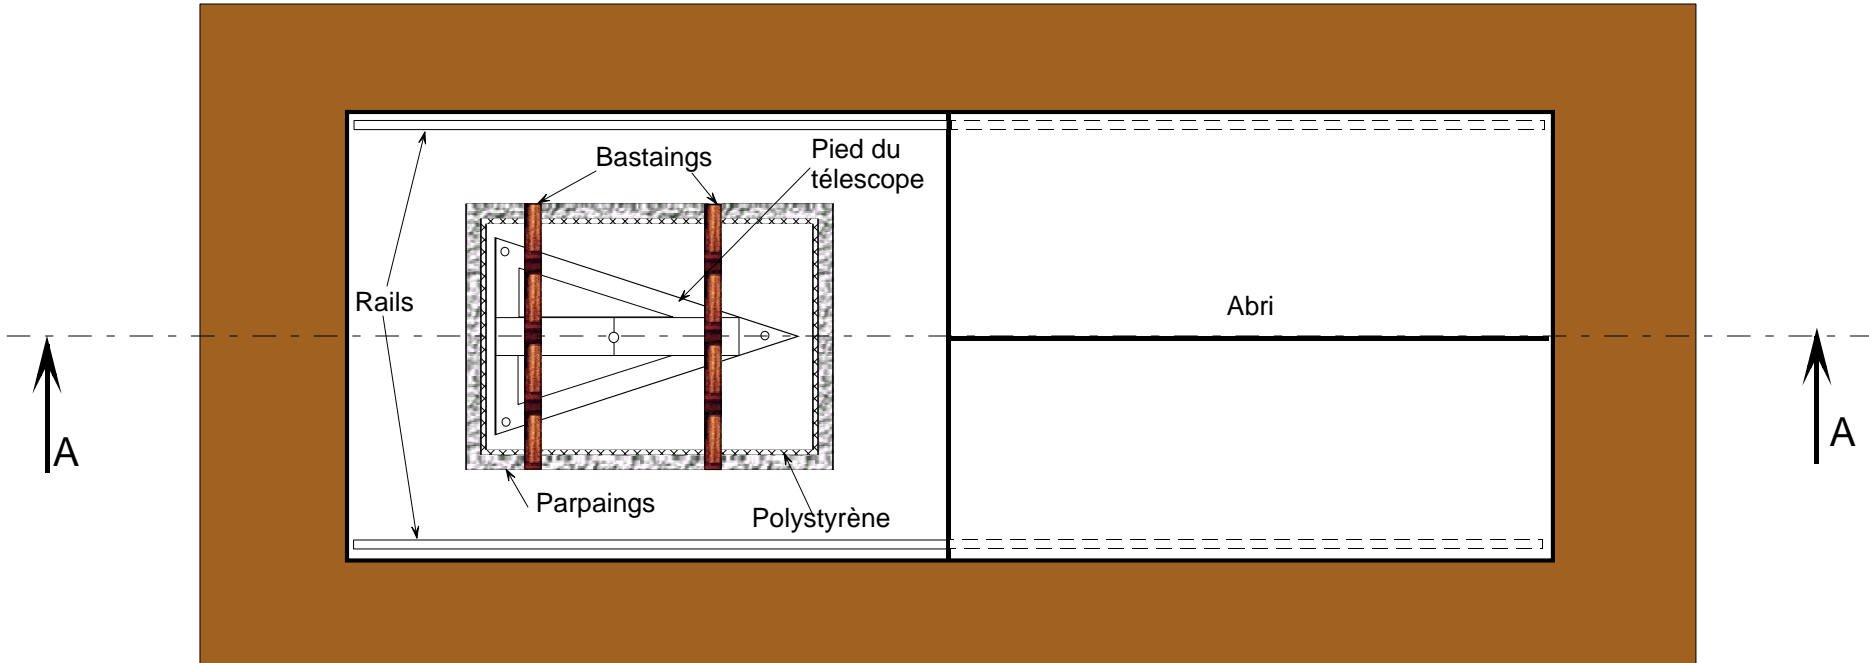 Bastaings
Pied du
télescope
Rails
Abri
A
A
Parpaings
Polystyrène